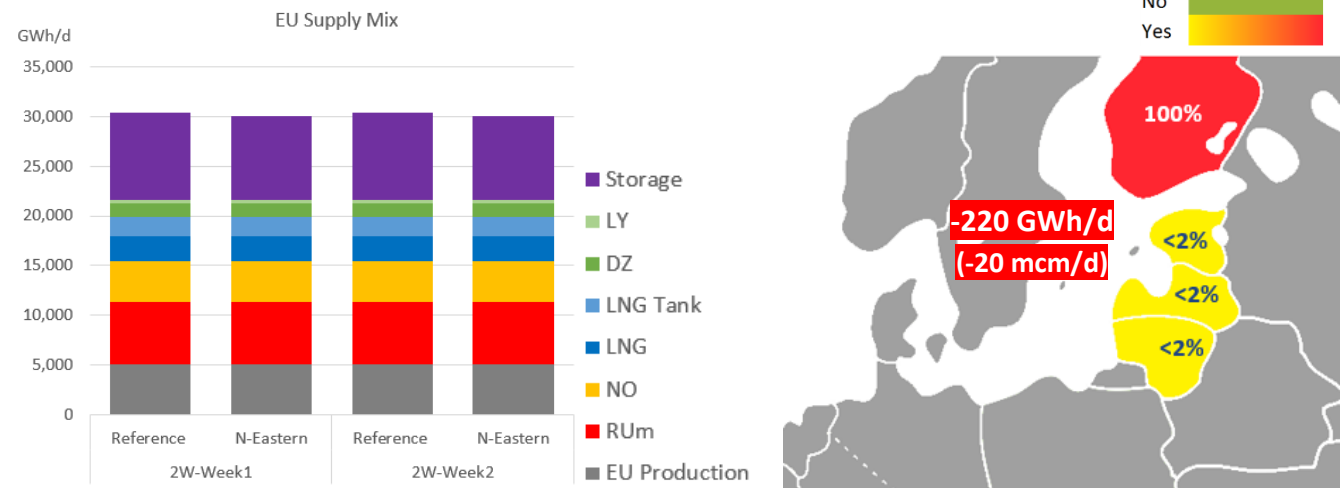 EU Supply Mix
GWh/d
35,000
30,000
25,000
20,000
15,000
10,000
5,000
0
Reference
N-Eastern
Reference
N-Eastern
2W-Week1
2W-Week2
Storage
LY
DZ
LNG Tank
LNG
NO
RUm
EU Production
No
Yes
100%
-220 GWh/d
(-20 mcm/d)
<2%
<2%
<2%